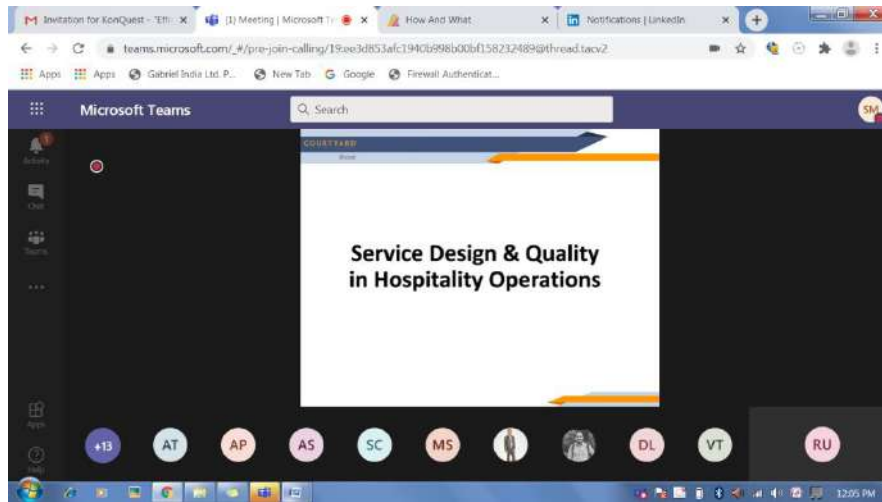 Invitation for KonQuest - "Effi
(1) Meeting | Microsoft Te
How And What
Notifications | LinkedIn
teams.microsoft.com/_#/pre-join-calling/19:ee3d853afc1940b998b00bf158232489@thread.tacv2
Apps
Apps
Gabriel India Ltd. P...
New Tab
Google
Firewall Authenticat...
Microsoft Teams
Search
SM
COURTYARD
Activity
Chat
Teams
Service Design & Quality
in Hospitality Operations
Apps
Help
+13
AT
AP
AS
SC
MS
DL
VT
RU
12:05 PM